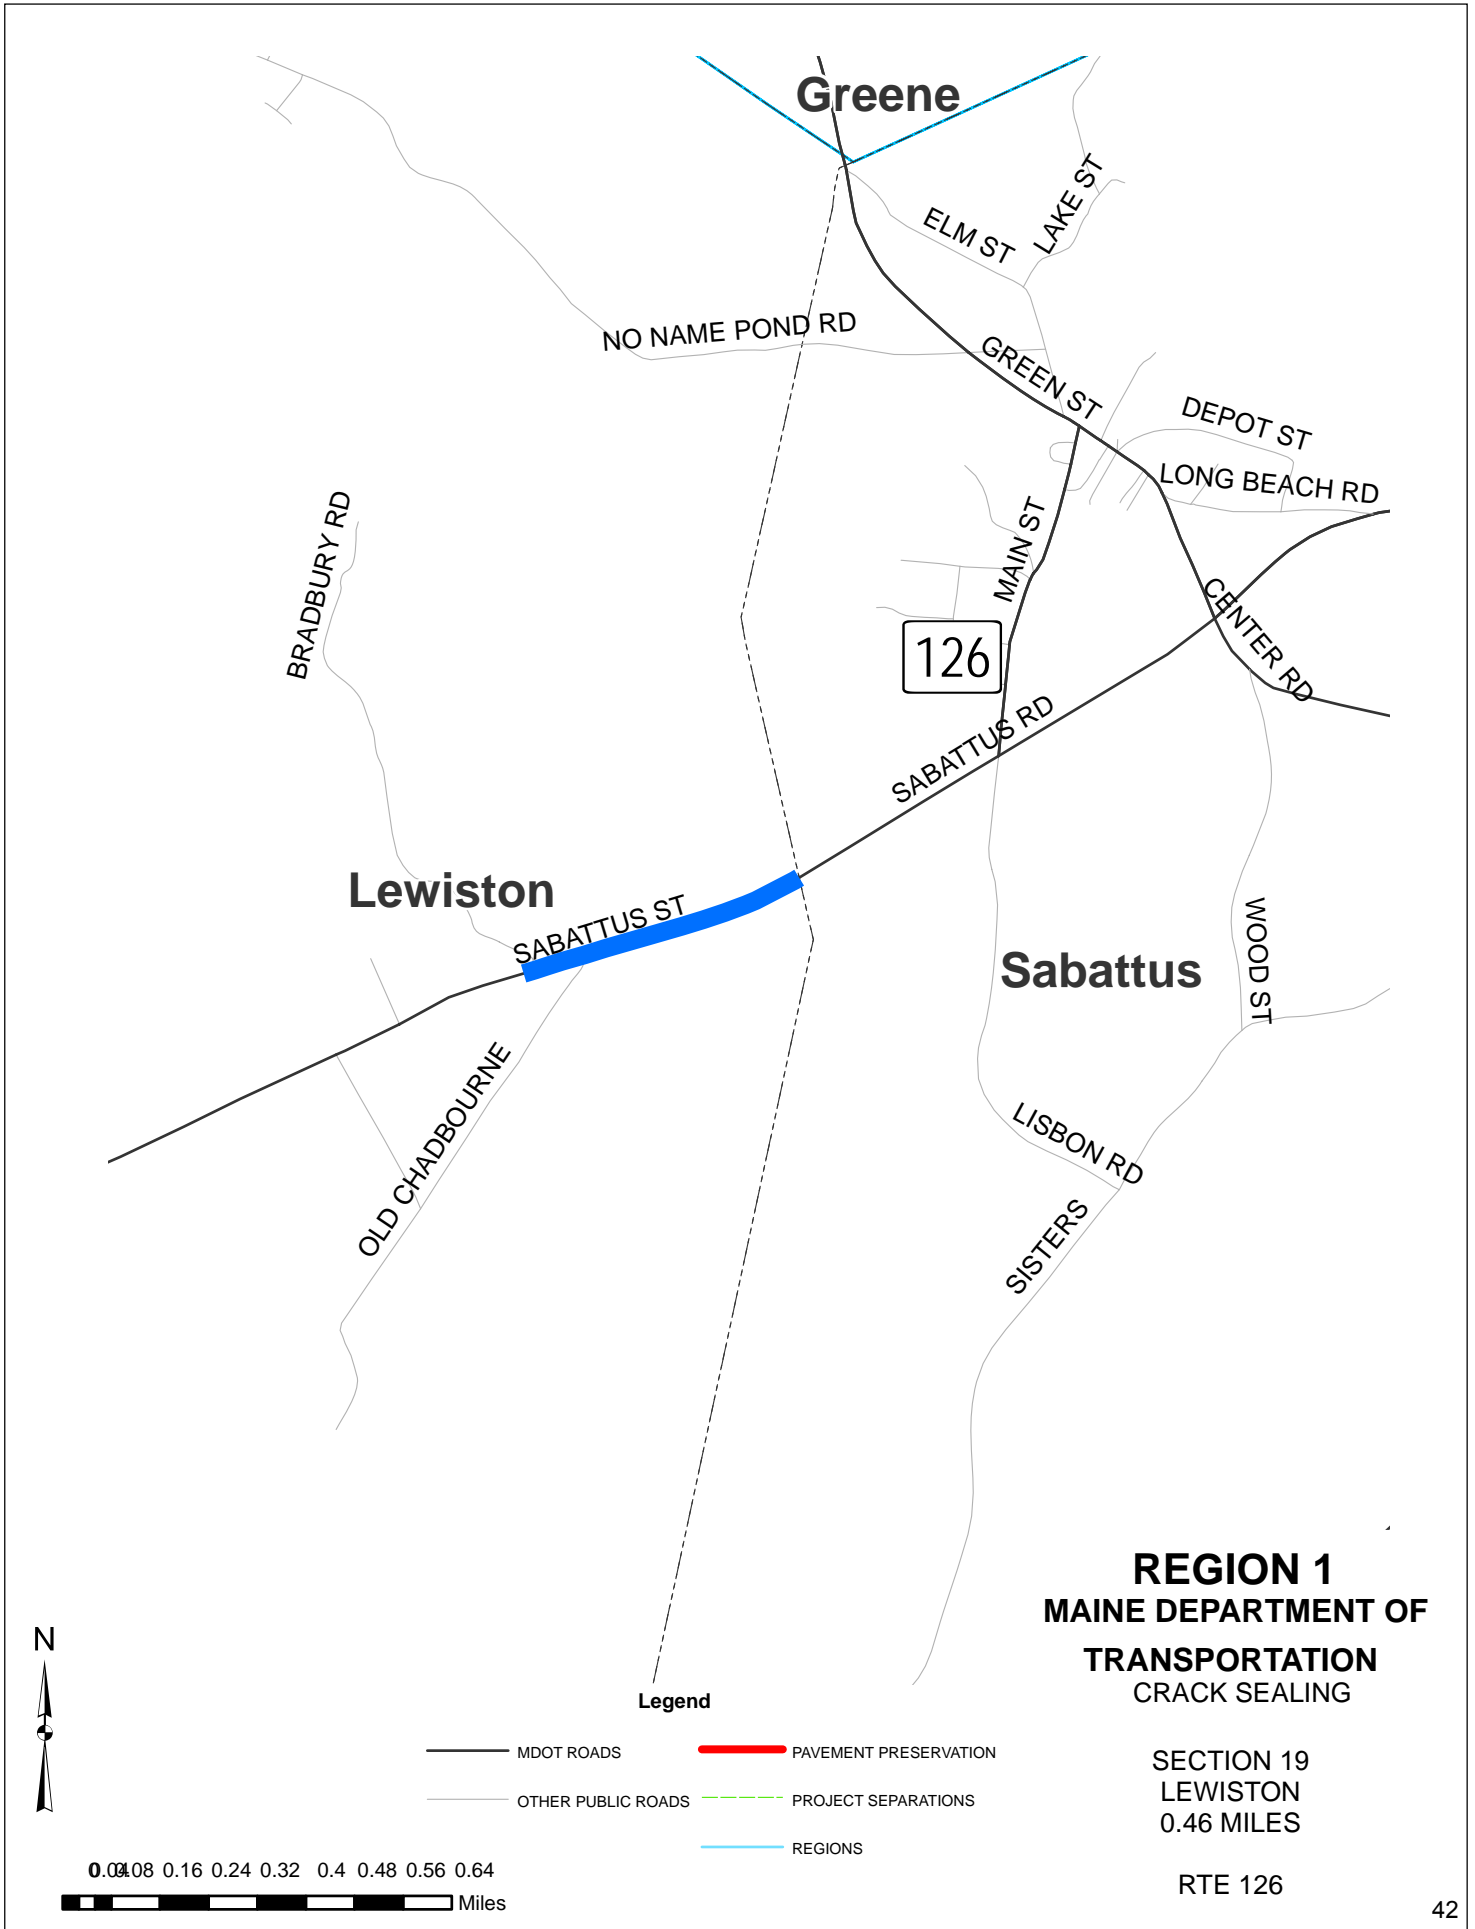 Greene
LAKE ST
ELM ST
NO NAME POND RD
GREEN ST
DEPOT ST
LONG BEACH RD
BRADBURY RD
MAIN ST
CENTER RD
126
SABATTUS RD
Lewiston
SABATTUS ST
WOOD ST
Sabattus
OLD CHADBOURNE
LISBON RD
SISTERS
REGION 1
MAINE DEPARTMENT OF
TRANSPORTATION
CRACK SEALING
SECTION 19
LEWISTON
0.46 MILES
RTE 126
N
Legend
MDOT ROADS
PAVEMENT PRESERVATION
OTHER PUBLIC ROADS
PROJECT SEPARATIONS
REGIONS
0 0.04 0.08 0.16 0.24 0.32 0.4 0.48 0.56 0.64
Miles
42